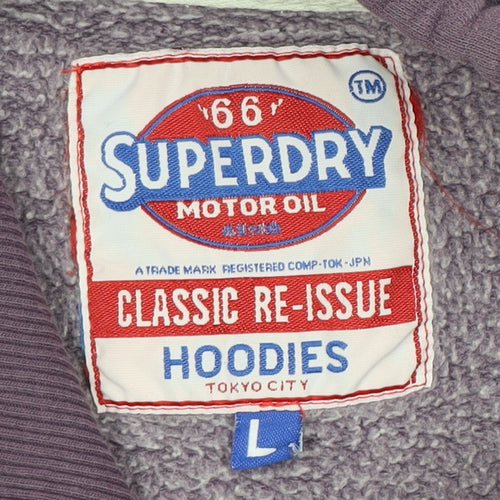 '66'
TM
SUPERDRY
MOTOR OIL
A TRADE MARK REGISTERED COMP-TOK-JPN
CLASSIC RE-ISSUE
HOODIES
TOKYO CITY
L